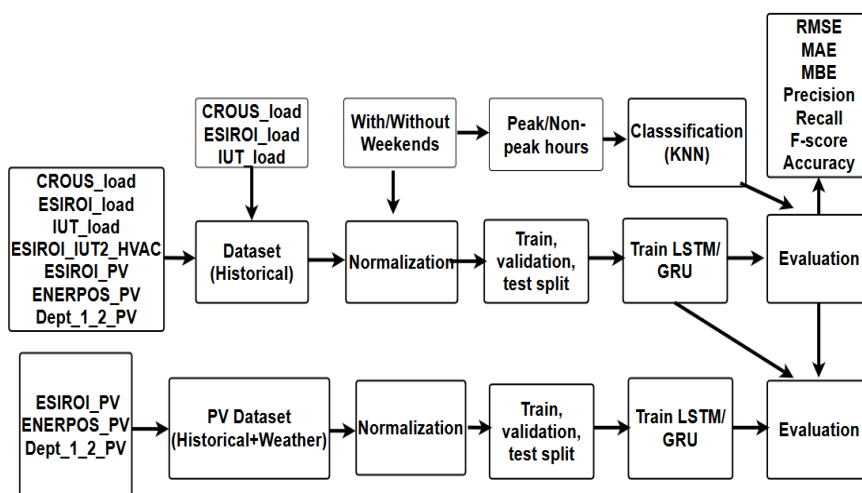 RMSE
MAE
MBE
Precision
Recall
F-score
Accuracy
CROUS_load
ESIROI_load
IUT_load
With/Without
Weekends
Peak/Non-
peak hours
Classsification
(KNN)
CROUS_load
ESIROI_load
IUT_load
ESIROI_IUT2_HVAC
ESIROI_PV
ENERPOS_PV
Dept_1_2_PV
Dataset
(Historical)
Normalization
Train,
validation,
test split
Train LSTM/
GRU
Evaluation
ESIROI_PV
ENERPOS_PV
Dept_1_2_PV
PV Dataset
(Historical+Weather)
Normalization
Train,
validation,
test split
Train LSTM/
GRU
Evaluation